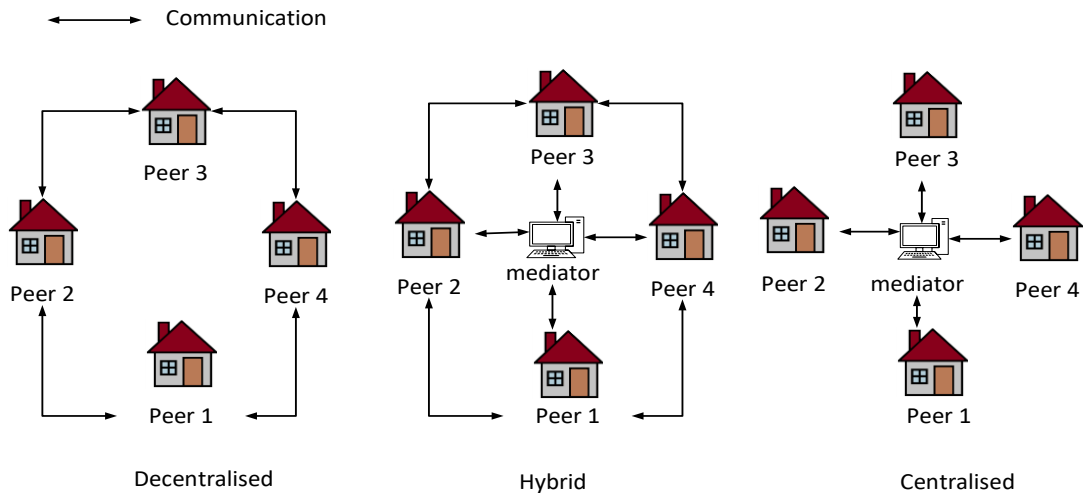 Communication
Peer 3
Peer 2
Peer 4
Peer 1
Decentralised
Peer 3
mediator
Peer 2
Peer 4
Peer 1
Hybrid
Peer 3
Peer 2
mediator
Peer 4
Peer 1
Centralised